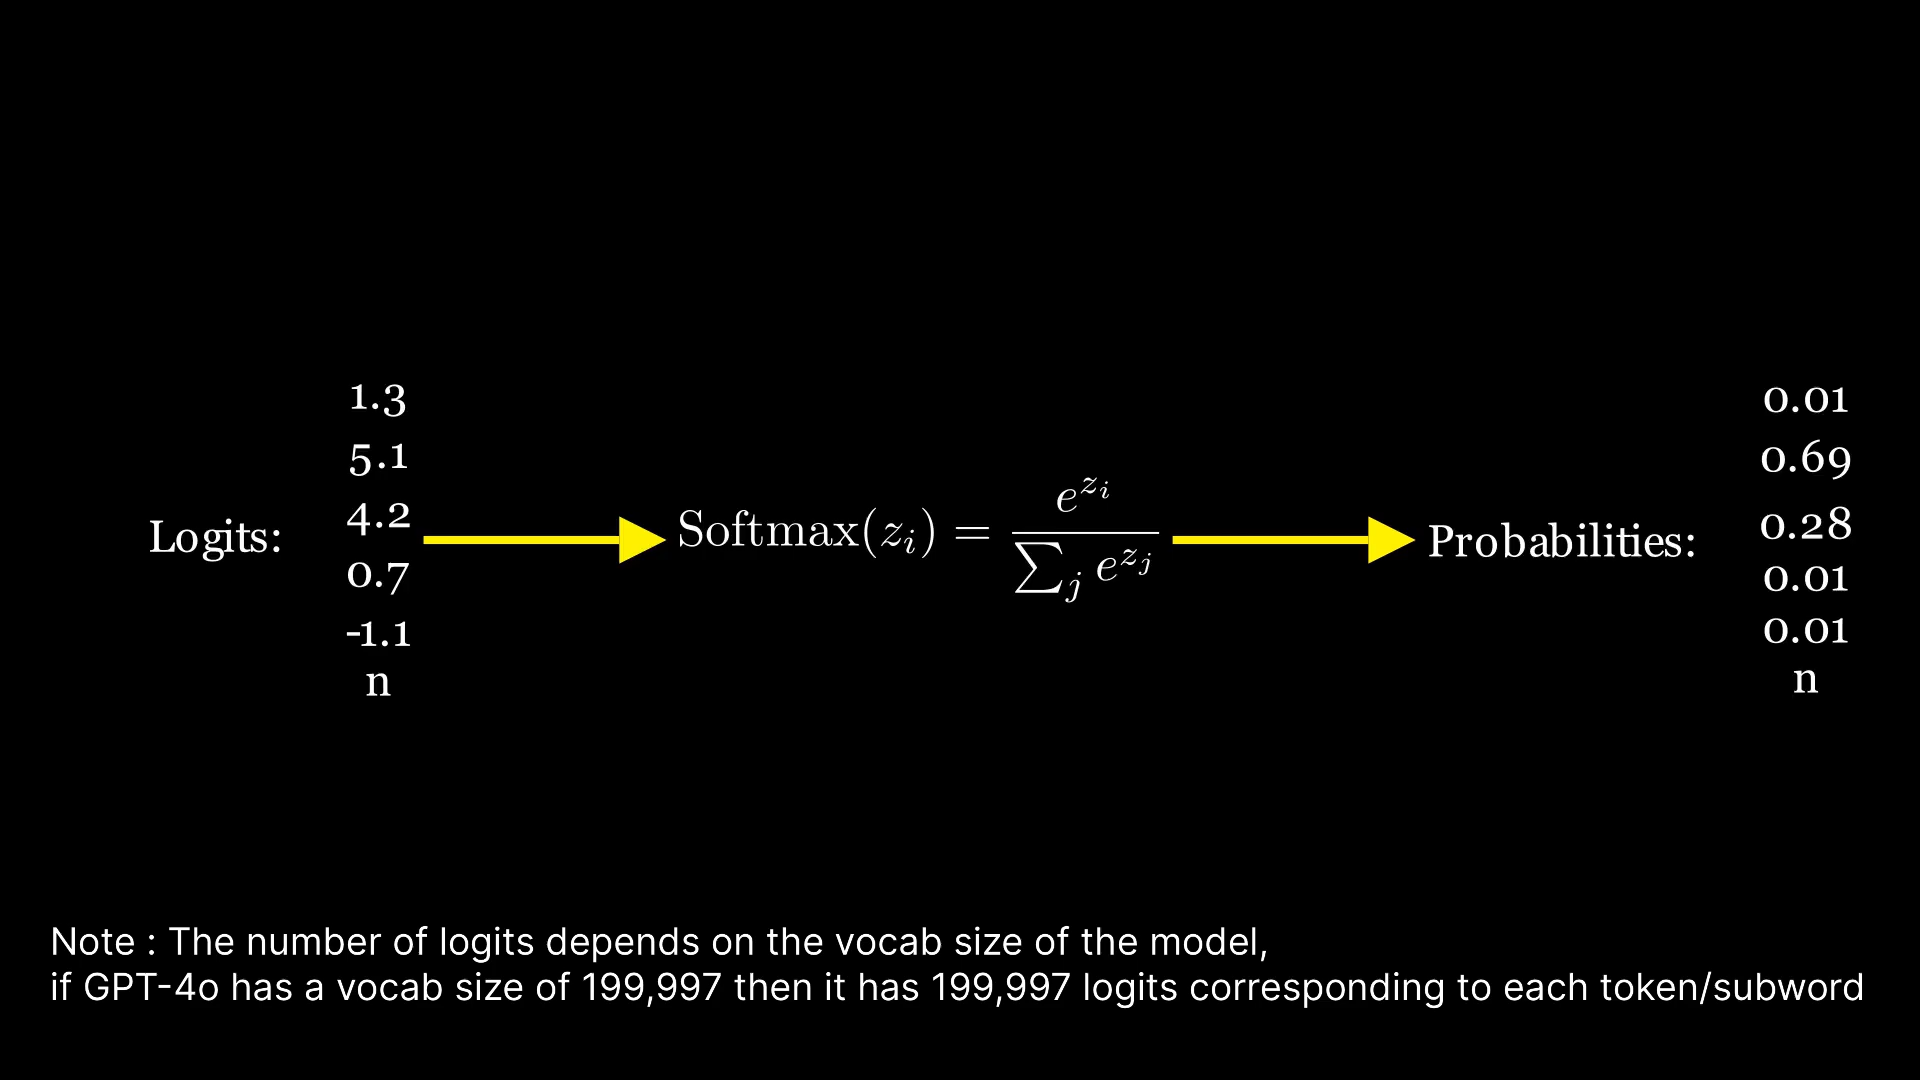 Logits:
1.3
5.1
4.2
0.7
-1.1
n
Softmax(z_i) = e^{z_i} / ∑_j e^{z_j}
Probabilities:
0.01
0.69
0.28
0.01
0.01
n
Note : The number of logits depends on the vocab size of the model,
if GPT-4o has a vocab size of 199,997 then it has 199,997 logits corresponding to each token/subword